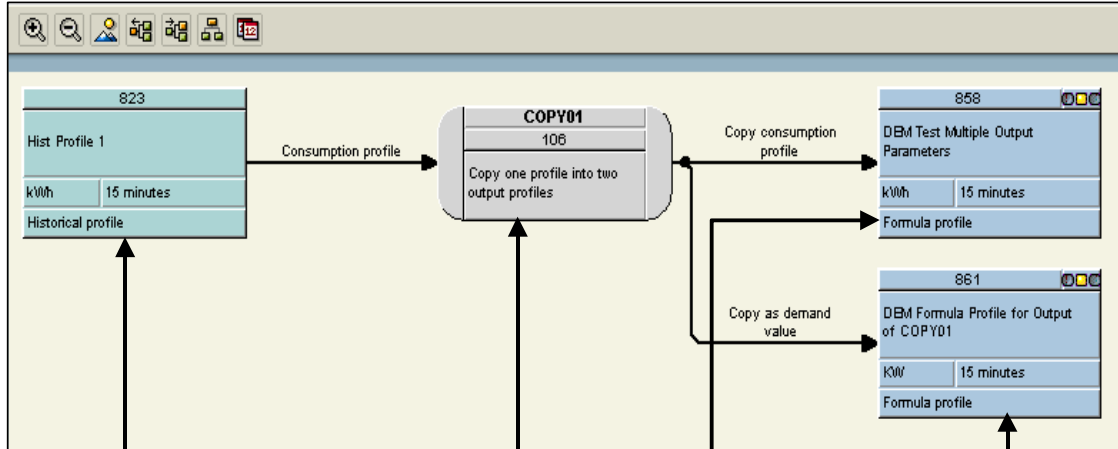 12
823
Hist Profile 1
kWh
15 minutes
Historical profile
Consumption profile
COPY01
106
Copy one profile into two
output profiles
Copy consumption
profile
858
DEM Test Multiple Output
Parameters
kWh
15 minutes
Formula profile
Copy as demand
value
861
DEM Formula Profile for Output
of COPY01
KW
15 minutes
Formula profile